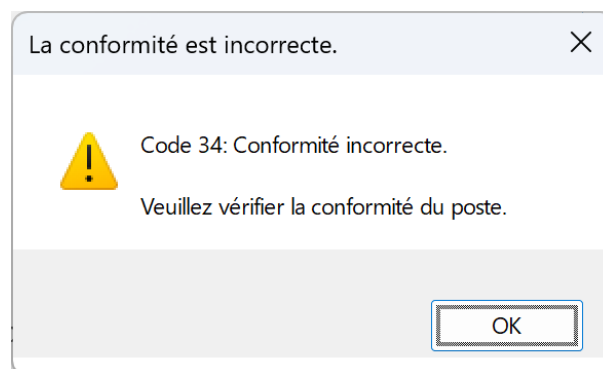 La conformité est incorrecte.
Code 34: Conformité incorrecte.
Veuillez vérifier la conformité du poste.
OK